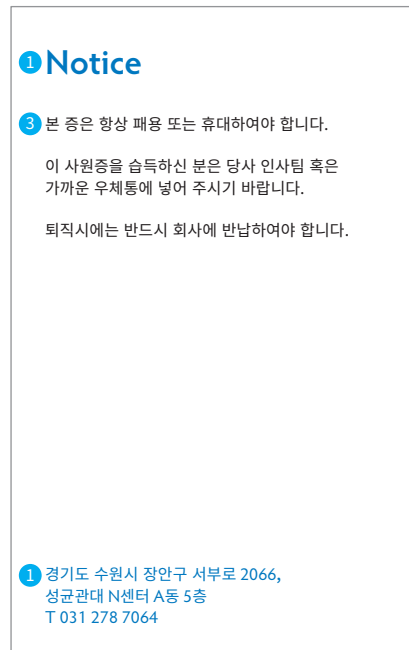 1 Notice
3 본 증은 항상 패용 또는 휴대하여야 합니다.
이 사원증을 습득하신 분은 당사 인사팀 혹은
가까운 우체통에 넣어 주시기 바랍니다.
퇴직시에는 반드시 회사에 반납하여야 합니다.
1 경기도 수원시 장안구 서부로 2066,
성균관대 N센터 A동 5층
T 031 278 7064